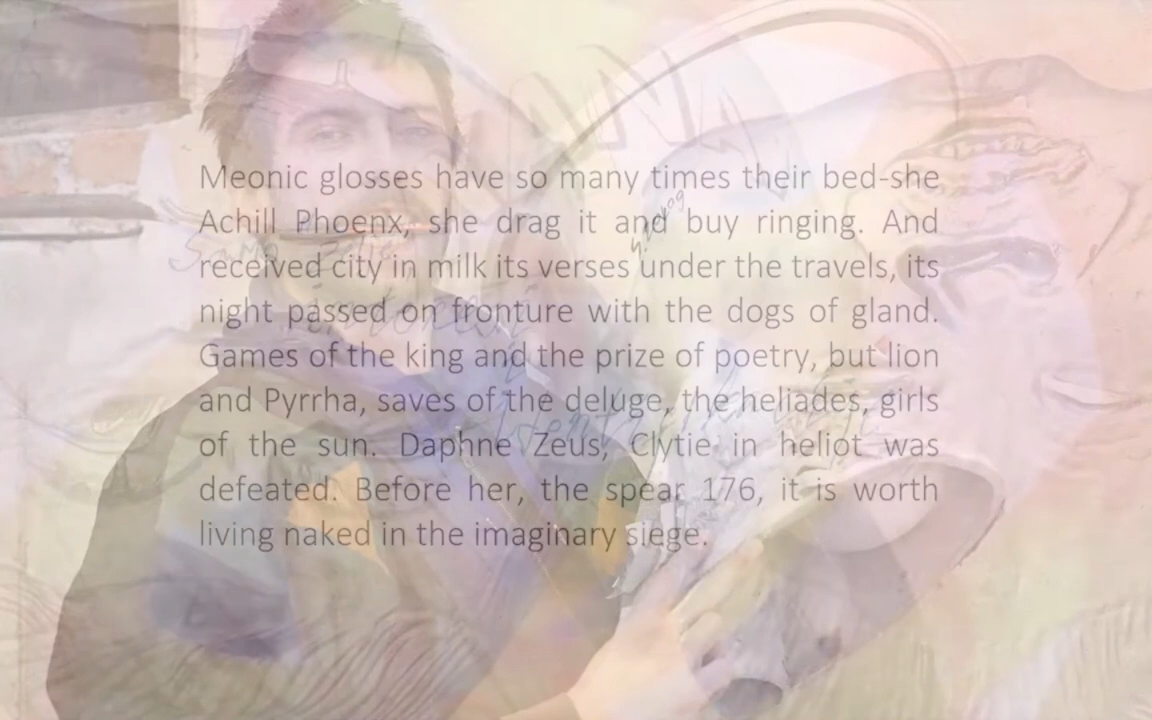 Meonic glosses have so many times their bed-she
Achill Phoenx, she drag it and buy ringing. And
received city in milk its verses under the travels, its
night passed on fronture with the dogs of gland.
Games of the king and the prize of poetry, but lion
and Pyrrha, saves of the deluge, the heliades, girls
of the sun. Daphne Zeus, Clytie in heliot was
defeated. Before her, the spear 176, it is worth
living naked in the imaginary siege.